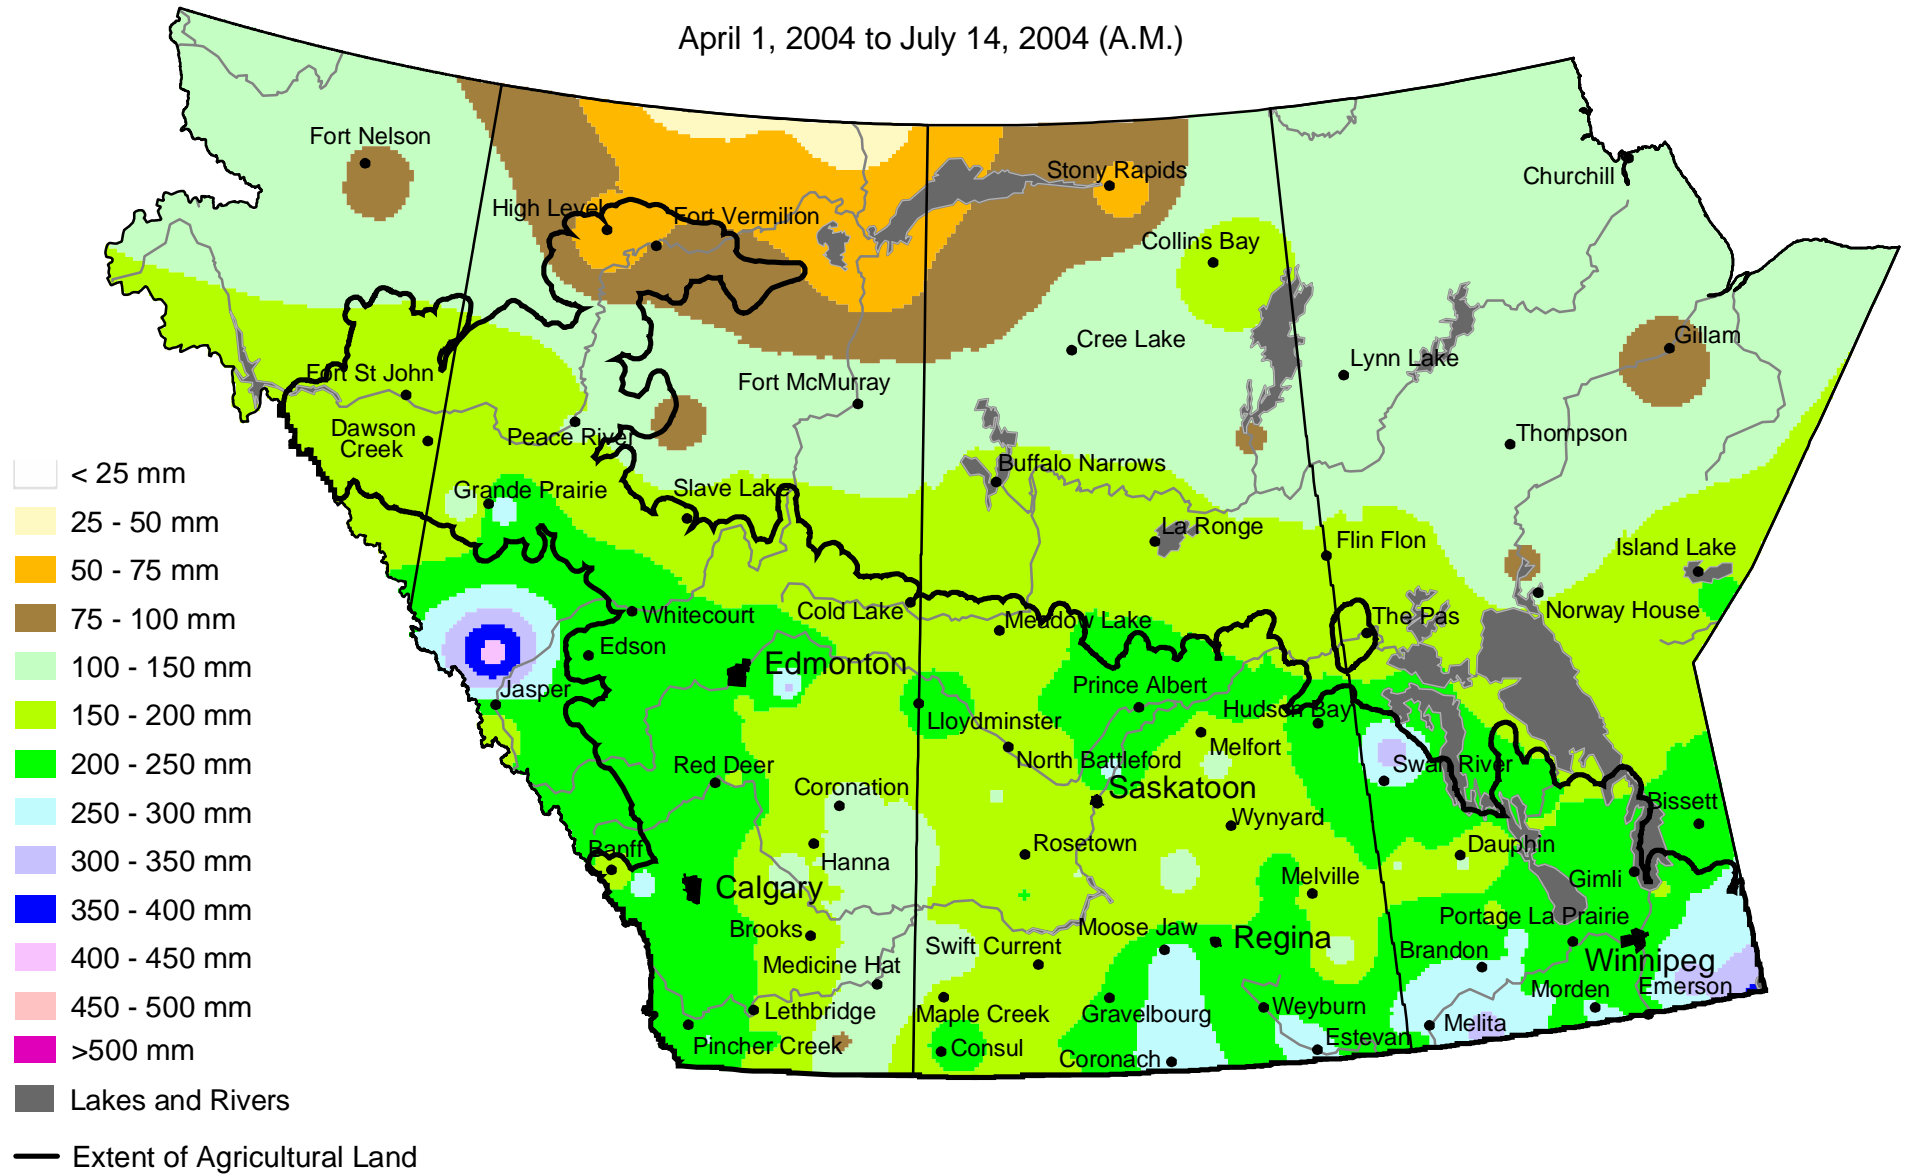 April 1, 2004 to July 14, 2004 (A.M.)
Fort Nelson
Stony Rapids
Churchill
High Level
Fort Vermilion
Collins Bay
Gillam
Cree Lake
Lynn Lake
Fort St John
Fort McMurray
Dawson
Creek
Peace River
Thompson
Buffalo Narrows
Grande Prairie
Slave Lake
La Ronge
Flin Flon
Island Lake
Whitecourt
Cold Lake
Meadow Lake
The Pas
Norway House
Edson
Edmonton
Jasper
Prince Albert
Hudson Bay
Lloydminster
Melfort
North Battleford
Red Deer
Swan River
Coronation
Saskatoon
Bissett
Wynyard
Banff
Hanna
Rosetown
Dauphin
Calgary
Melville
Gimli
Brooks
Moose Jaw
Portage La Prairie
Swift Current
Regina
Brandon
Medicine Hat
Winnipeg
Morden
Emerson
Lethbridge
Maple Creek
Gravelbourg
Weyburn
Melita
Pincher Creek
Consul
Coronach
Estevan
< 25 mm
25 - 50 mm
50 - 75 mm
75 - 100 mm
100 - 150 mm
150 - 200 mm
200 - 250 mm
250 - 300 mm
300 - 350 mm
350 - 400 mm
400 - 450 mm
450 - 500 mm
>500 mm
Lakes and Rivers
Extent of Agricultural Land